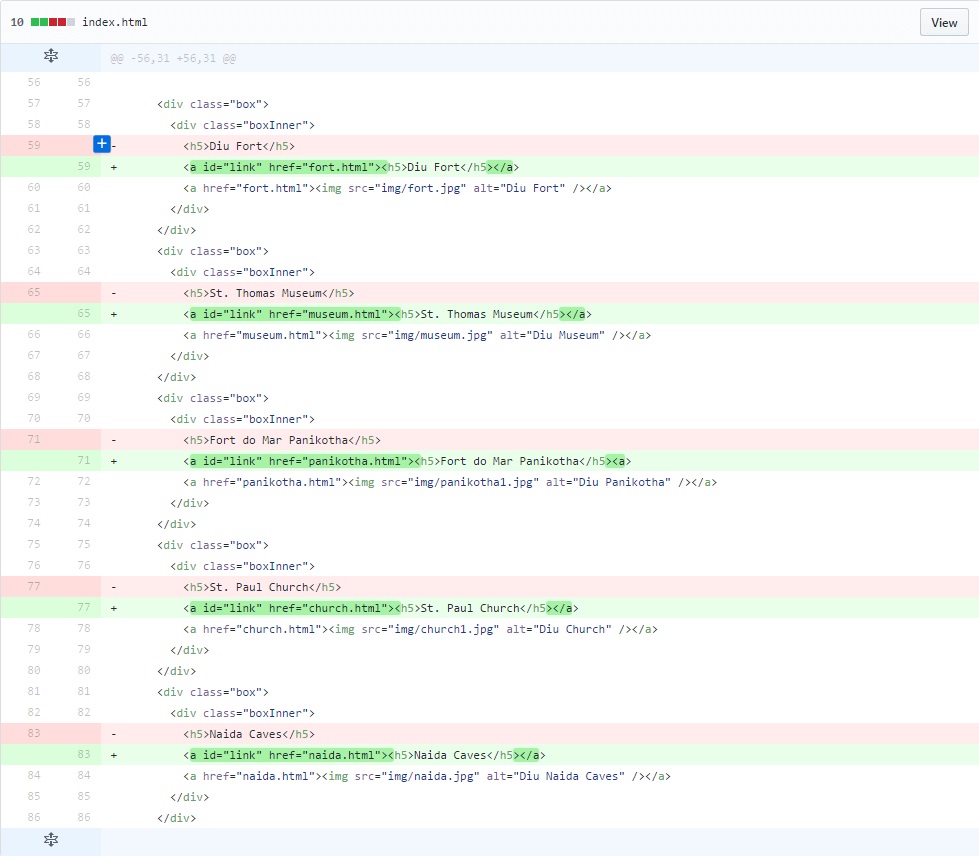 10 index.html View
@@ -56,31 +56,31 @@
56 56
57 57 <div class="box">
58 58 <div class="boxInner">
59 - <h5>Diu Fort</h5>
59 + <a id="link" href="fort.html"><h5>Diu Fort</h5></a>
60 60 <a href="fort.html"><img src="img/fort.jpg" alt="Diu Fort" /></a>
61 61 </div>
62 62 </div>
63 63 <div class="box">
64 64 <div class="boxInner">
65 - <h5>St. Thomas Museum</h5>
65 + <a id="link" href="museum.html"><h5>St. Thomas Museum</h5></a>
66 66 <a href="museum.html"><img src="img/museum.jpg" alt="Diu Museum" /></a>
67 67 </div>
68 68 </div>
69 69 <div class="box">
70 70 <div class="boxInner">
71 - <h5>Fort do Mar Panikotha</h5>
71 + <a id="link" href="panikotha.html"><h5>Fort do Mar Panikotha</h5><a>
72 72 <a href="panikotha.html"><img src="img/panikotha1.jpg" alt="Diu Panikotha" /></a>
73 73 </div>
74 74 </div>
75 75 <div class="box">
76 76 <div class="boxInner">
77 - <h5>St. Paul Church</h5>
77 + <a id="link" href="church.html"><h5>St. Paul Church</h5></a>
78 78 <a href="church.html"><img src="img/church1.jpg" alt="Diu Church" /></a>
79 79 </div>
80 80 </div>
81 81 <div class="box">
82 82 <div class="boxInner">
83 - <h5>Naida Caves</h5>
83 + <a id="link" href="naida.html"><h5>Naida Caves</h5></a>
84 84 <a href="naida.html"><img src="img/naida.jpg" alt="Diu Naida Caves" /></a>
85 85 </div>
86 86 </div>